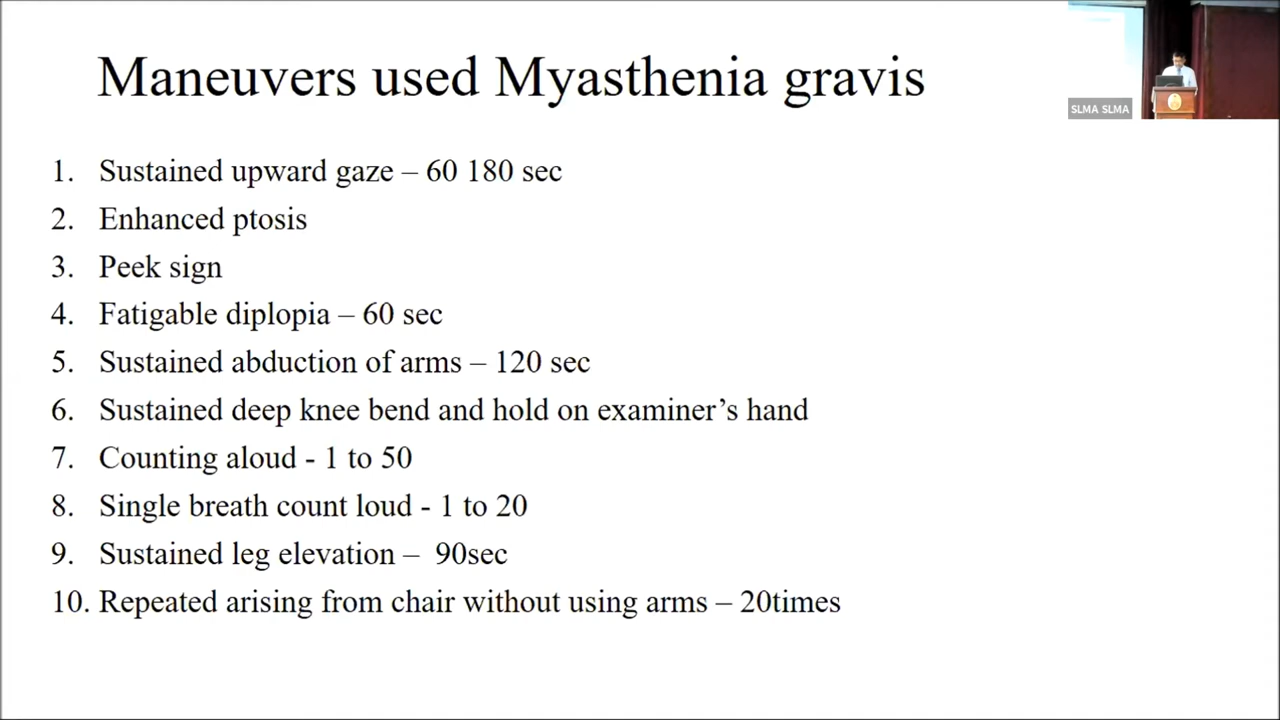 Maneuvers used Myasthenia gravis
SLMA SLMA
1. Sustained upward gaze – 60 180 sec
2. Enhanced ptosis
3. Peek sign
4. Fatigable diplopia – 60 sec
5. Sustained abduction of arms – 120 sec
6. Sustained deep knee bend and hold on examiner’s hand
7. Counting aloud - 1 to 50
8. Single breath count loud - 1 to 20
9. Sustained leg elevation – 90sec
10. Repeated arising from chair without using arms – 20times